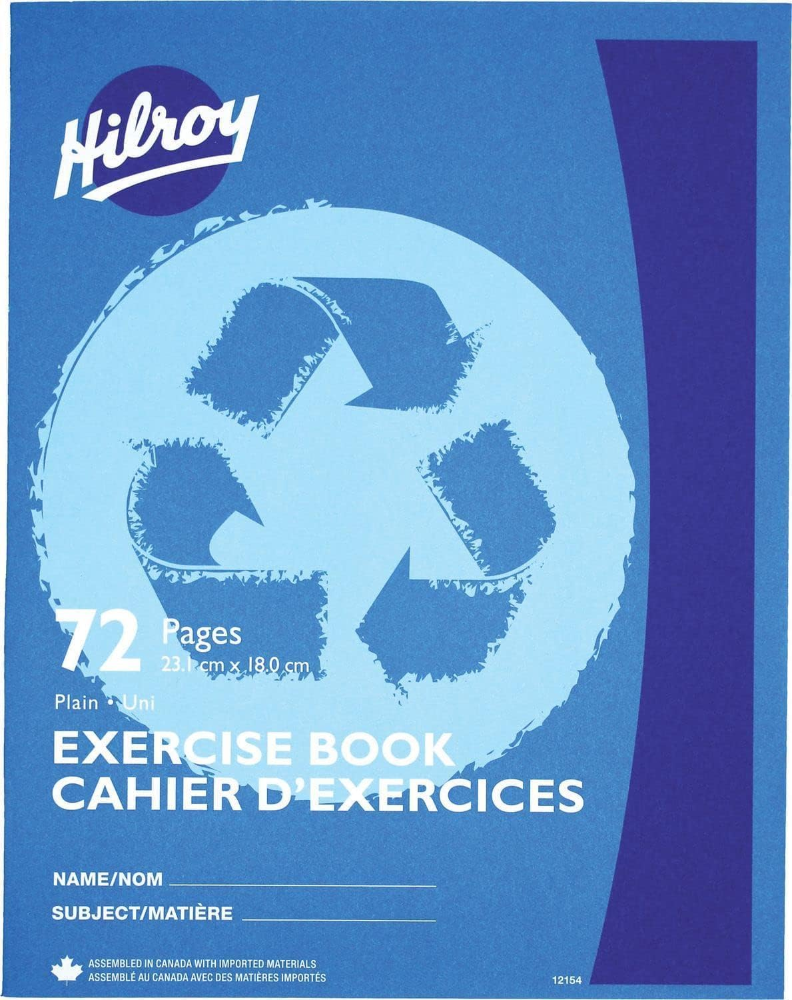 Hilroy
72 Pages
23.1 cm x 18.0 cm
Plain • Uni
EXERCISE BOOK
CAHIER D'EXERCICES
NAME/NOM
SUBJECT/MATIÈRE
ASSEMBLED IN CANADA WITH IMPORTED MATERIALS
ASSEMBLÉ AU CANADA AVEC DES MATIÈRES IMPORTÉS
12154